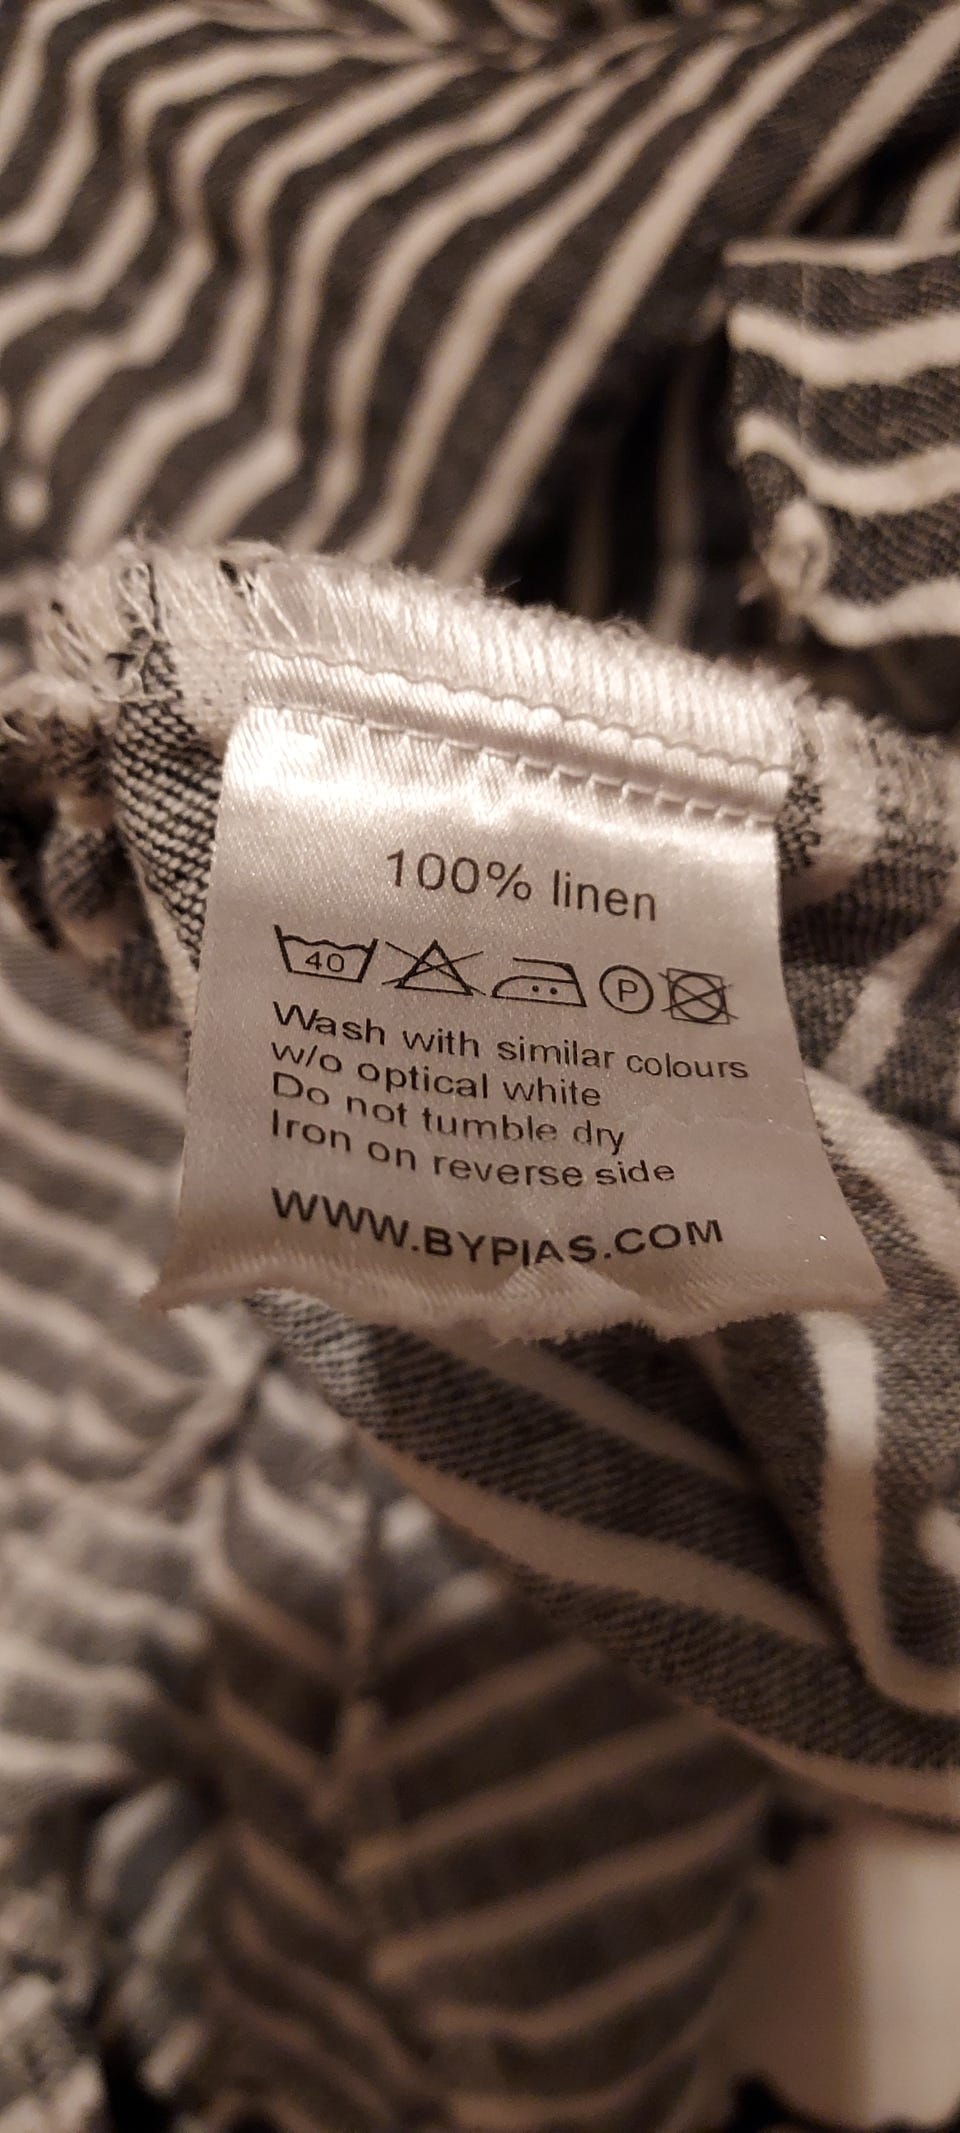 100% linen
40 P
Wash with similar colours
w/o optical white
Do not tumble dry
Iron on reverse side
WWW.BYPIAS.COM